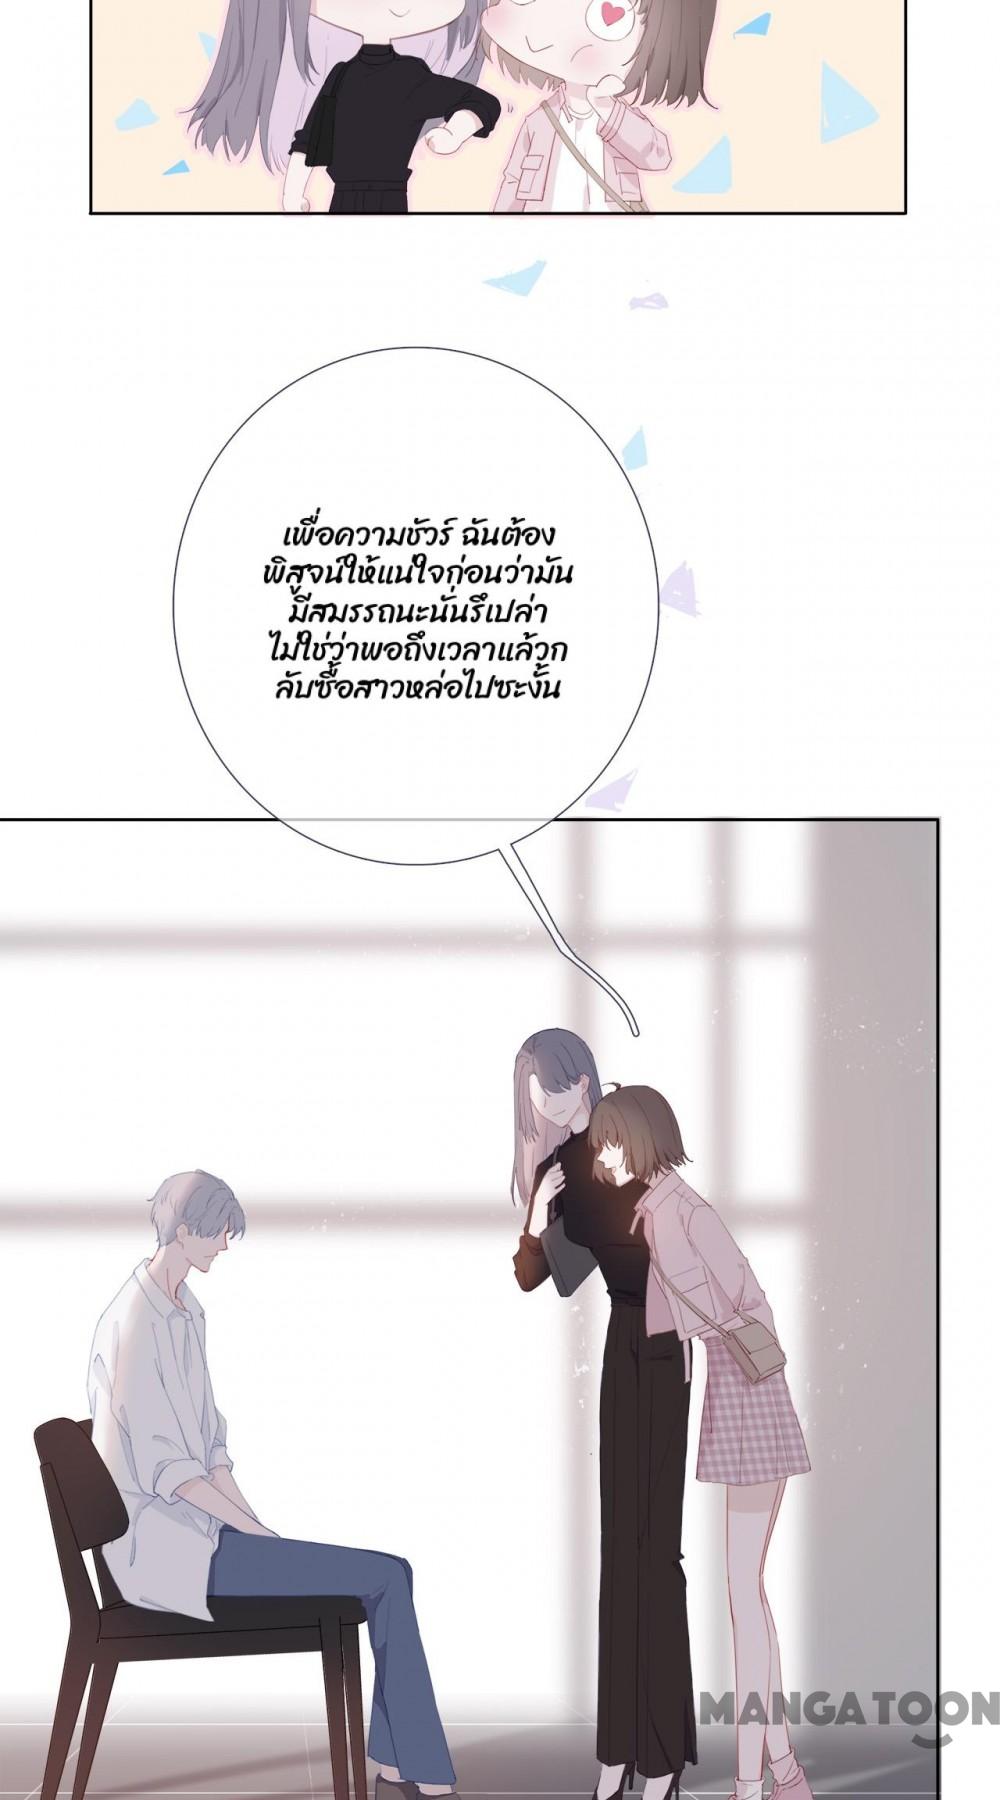 เพื่อความชัวร์ ฉันต้อง
พิสูจน์ให้แน่ใจก่อนว่ามัน
มีสมรรถนะนั่นรึเปล่า
ไม่ใช่ว่าพอถึงเวลาแล้วก
ลับซื้อสาวหล่อไปซะงั้น
MANGATOON